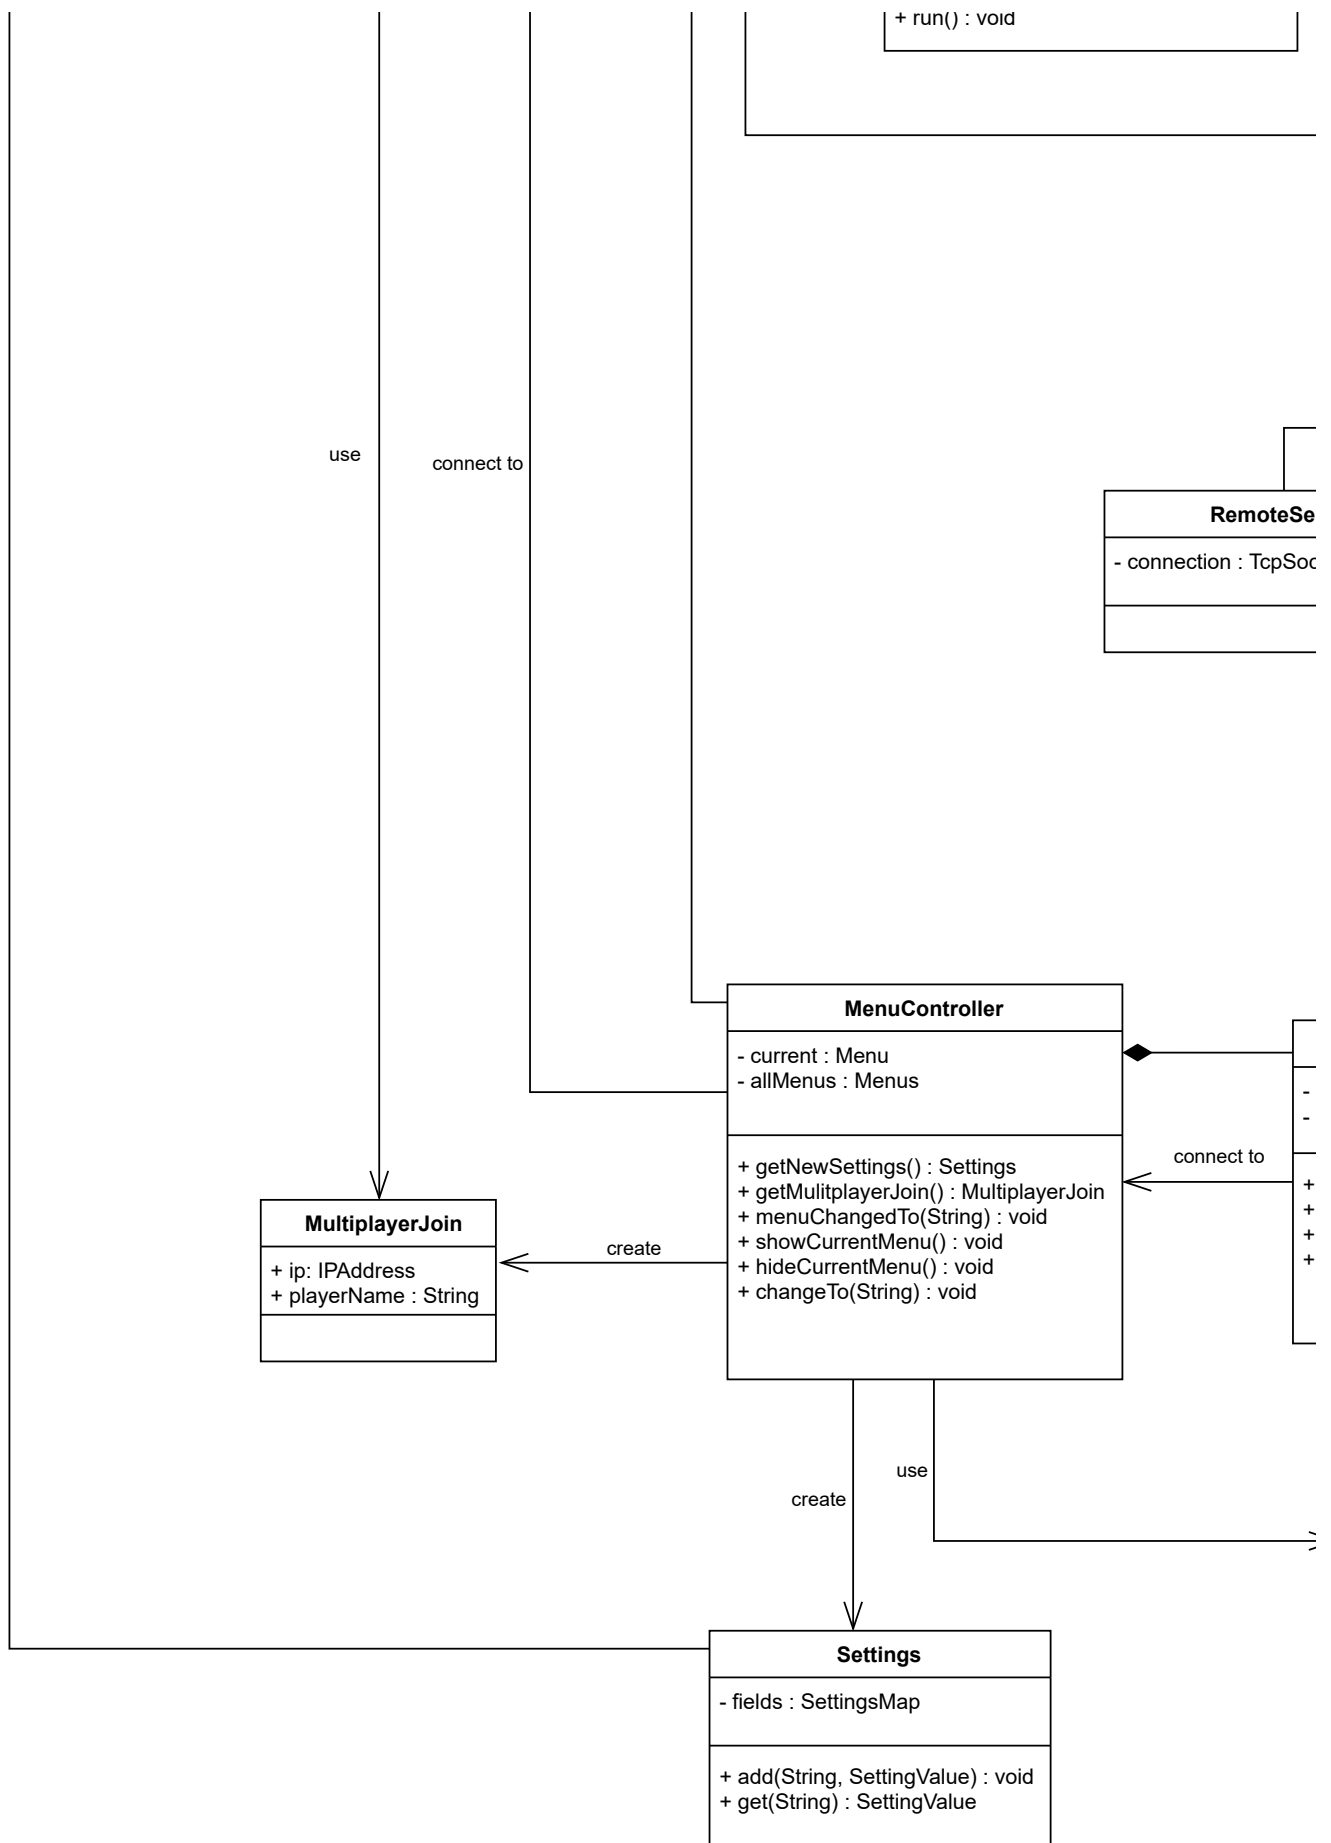 + run() : void
use
connect to
RemoteSe
- connection : TcpSoc
MenuController
- current : Menu
- allMenus : Menus
+ getNewSettings() : Settings
+ getMulitplayerJoin() : MultiplayerJoin
+ menuChangedTo(String) : void
+ showCurrentMenu() : void
+ hideCurrentMenu() : void
+ changeTo(String) : void
-
-
connect to
+
+
+
+
MultiplayerJoin
+ ip: IPAddress
+ playerName : String
create
create
use
Settings
- fields : SettingsMap
+ add(String, SettingValue) : void
+ get(String) : SettingValue